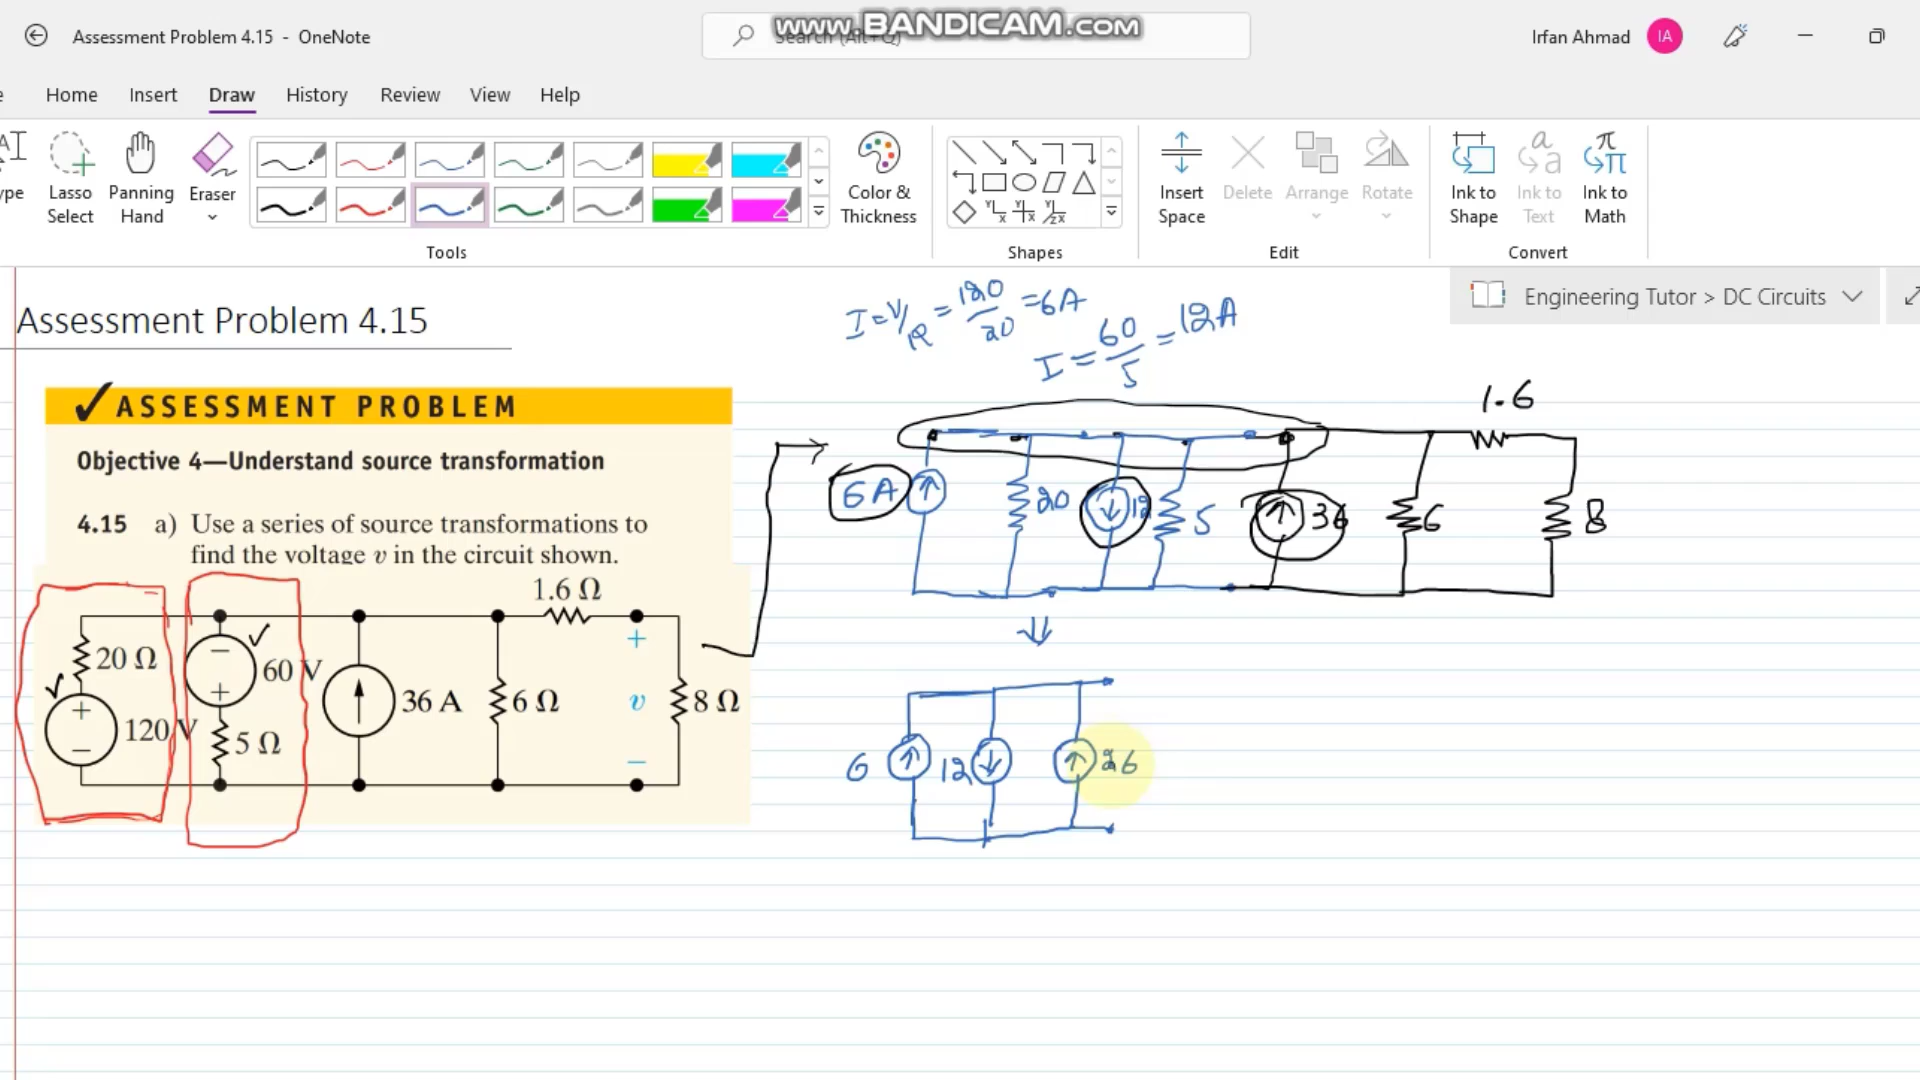 www.BANDICAM.com
Assessment Problem 4.15 - OneNote
Search (Alt+Q)
Irfan Ahmad
IA
Home
Insert
Draw
History
Review
View
Help
Lasso Select
Panning Hand
Eraser
Color & Thickness
Insert Space
Delete
Arrange
Rotate
Ink to Shape
Ink to Text
Ink to Math
Tools
Shapes
Edit
Convert
Engineering Tutor > DC Circuits
Assessment Problem 4.15
I = V/R = 120/20 = 6A
I = 60/5 = 12A
ASSESSMENT PROBLEM
Objective 4—Understand source transformation
4.15 a) Use a series of source transformations to
find the voltage v in the circuit shown.
1.6 Ω
20 Ω
60 V
120 V
5 Ω
36 A
6 Ω
+
v
−
8 Ω
1.6
6A
20
12
5
36
6
8
6
12